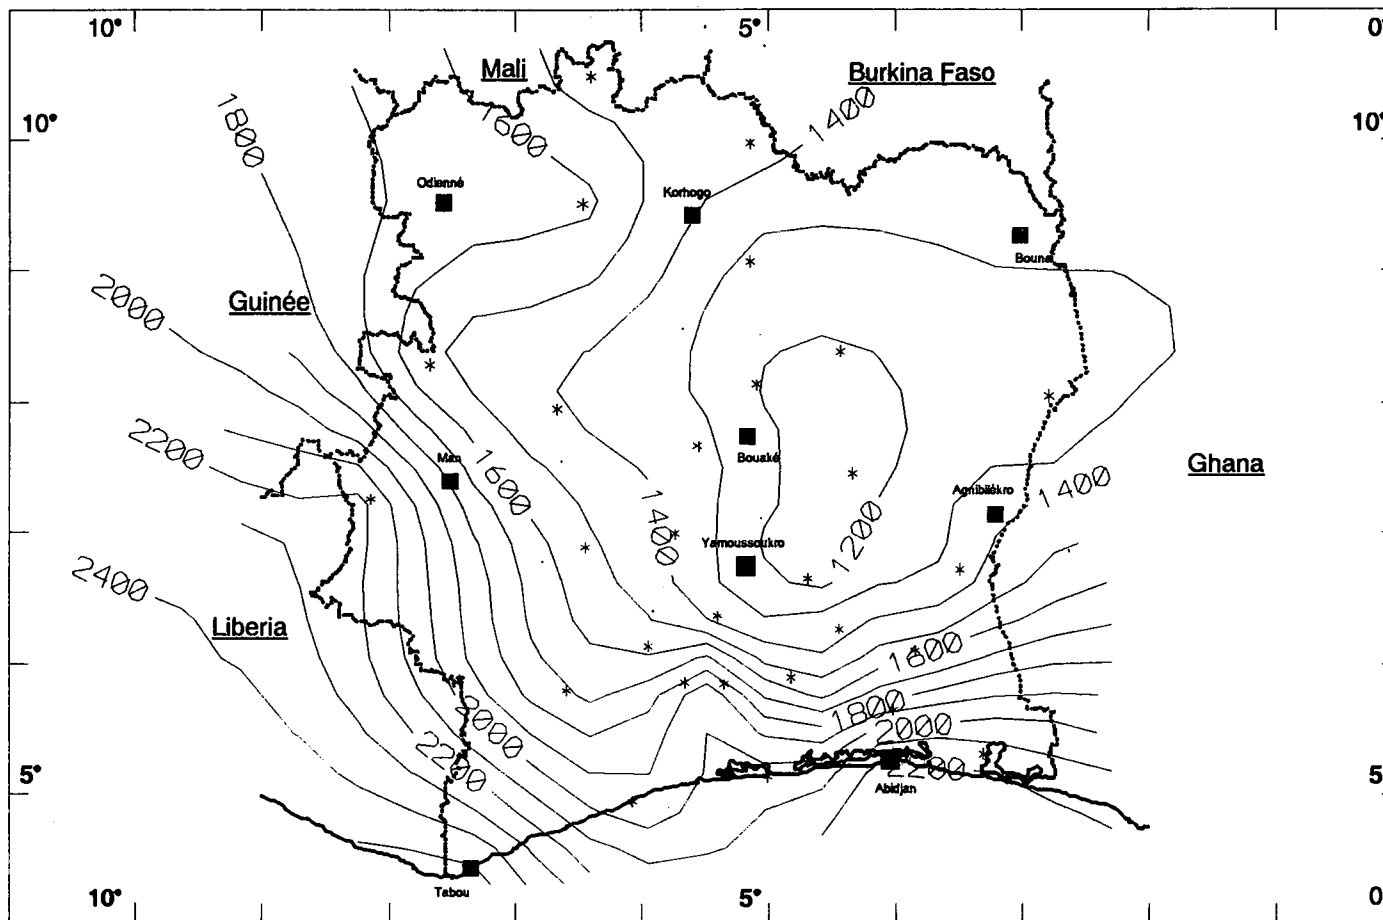 10° 5° 0°
Mali
Burkina Faso
1800
1600
1400
10° 10°
Odienné
Korhogo
Bouna
2000
Guinée
2200
Man
1600
Bouaké
Ghana
Agnibilékro
1400
1400
Yamoussoukro
1200
2400
Liberia
1600
1800
2000
2000
2200
2200
5° 5
Abidjan
Tabou
10° 5° 0